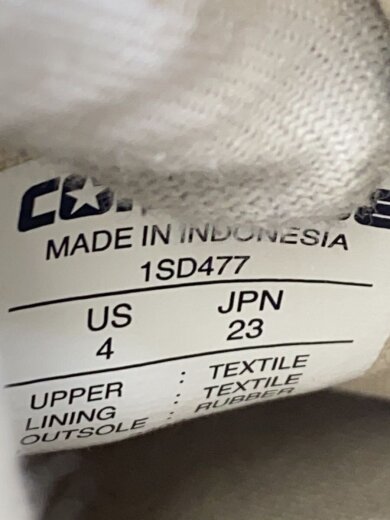 MADE IN INDONESIA
1SD477
US JPN
4 23
UPPER : TEXTILE
LINING : TEXTILE
OUTSOLE : RUBBER